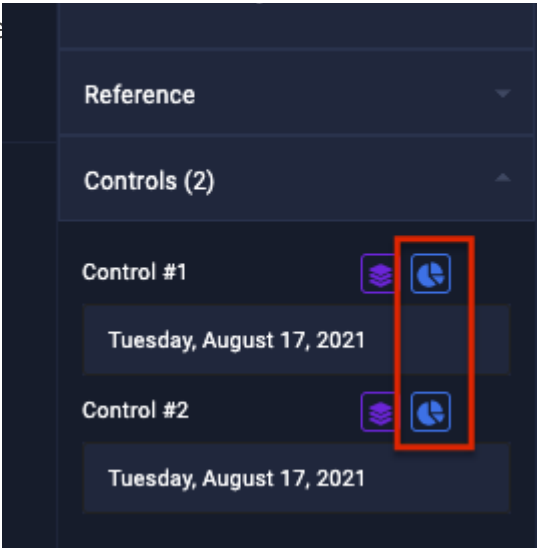 Reference
Controls (2)
Control #1
Tuesday, August 17, 2021
Control #2
Tuesday, August 17, 2021